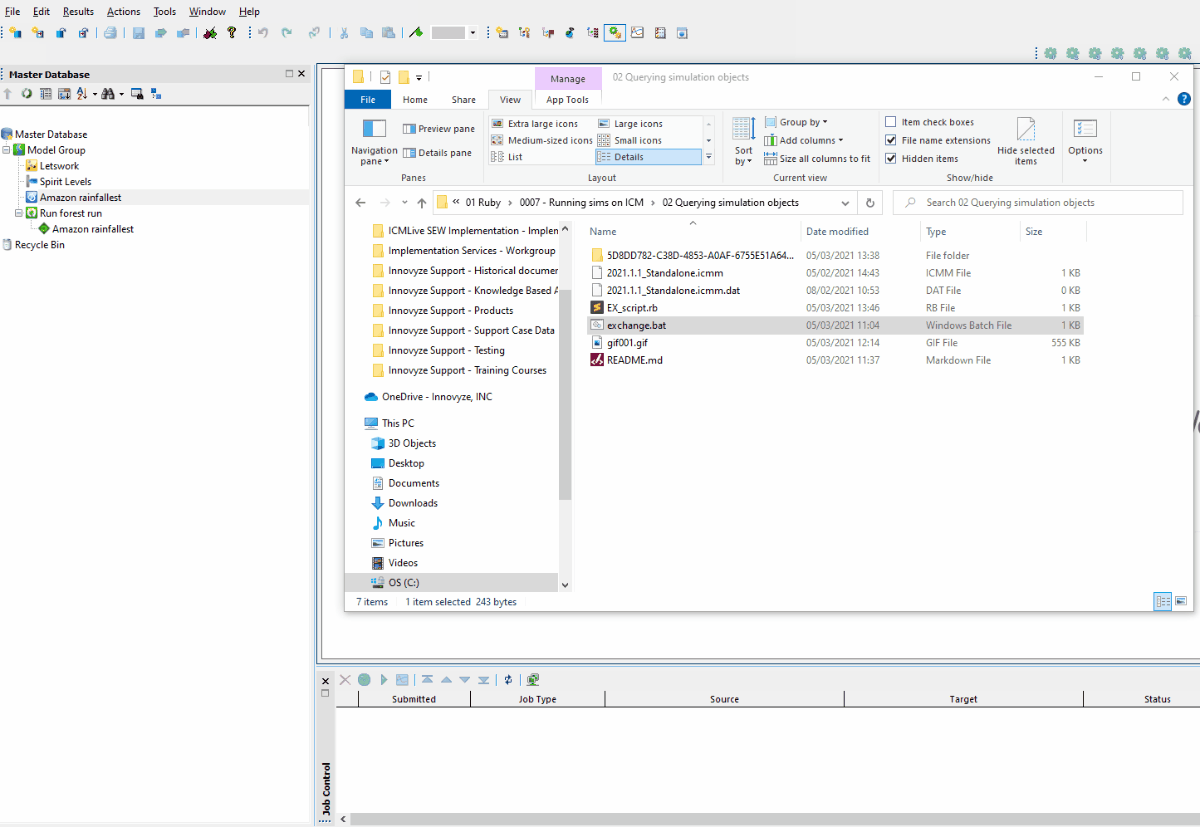 File Edit Results Actions Tools Window Help
Master Database
Master Database
Model Group
Letswork
Spirit Levels
Amazon rainfallest
Run forest run
Amazon rainfallest
Recycle Bin
Manage
02 Querying simulation objects
File Home Share View App Tools
Navigation pane
Preview pane
Details pane
Panes
Extra large icons Large icons
Medium-sized icons Small icons
List Details
Layout
Sort by
Group by
Add columns
Size all columns to fit
Current view
Item check boxes
File name extensions
Hidden items
Hide selected items
Show/hide
Options
« 01 Ruby › 0007 - Running sims on ICM › 02 Querying simulation objects
Search 02 Querying simulation objects
ICMLive SEW Implementation - Implen
Implementation Services - Workgroup
Innovyze Support - Historical documer
Innovyze Support - Knowledge Based A
Innovyze Support - Products
Innovyze Support - Support Case Data
Innovyze Support - Testing
Innovyze Support - Training Courses
OneDrive - Innovyze, INC
This PC
3D Objects
Desktop
Documents
Downloads
Music
Pictures
Videos
OS (C:)
Name Date modified Type Size
5D8DD782-C38D-4853-A0AF-6755E51A64... 05/03/2021 13:38 File folder
2021.1.1_Standalone.icmm 05/02/2021 14:43 ICMM File 1 KB
2021.1.1_Standalone.icmm.dat 08/02/2021 10:53 DAT File 0 KB
EX_script.rb 05/03/2021 13:46 RB File 1 KB
exchange.bat 05/03/2021 11:04 Windows Batch File 1 KB
gif001.gif 05/03/2021 12:14 GIF File 555 KB
README.md 05/03/2021 11:37 Markdown File 1 KB
7 items 1 item selected 243 bytes
Submitted Job Type Source Target Status
Job Control